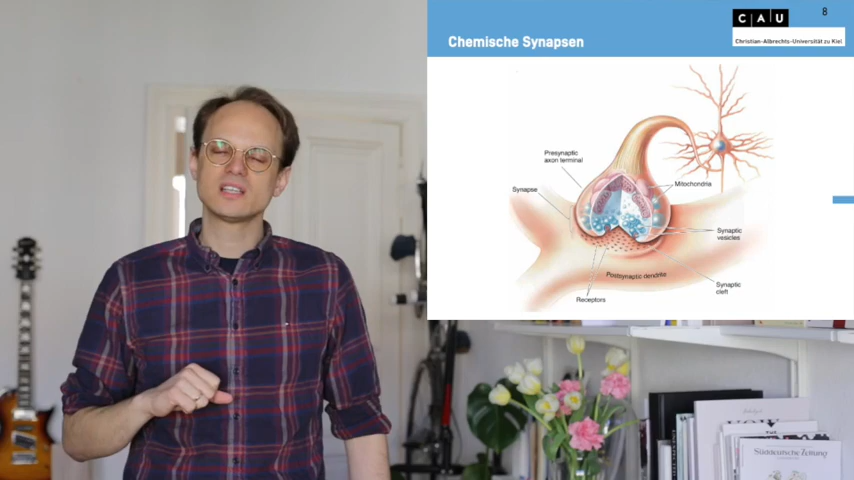 8
C A U
Christian-Albrechts-Universität zu Kiel
Chemische Synapsen
Presynaptic
axon terminal
Synapse
Mitochondria
Synaptic
vesicles
Postsynaptic dendrite
Synaptic
cleft
Receptors
Süddeutsche Zeitung